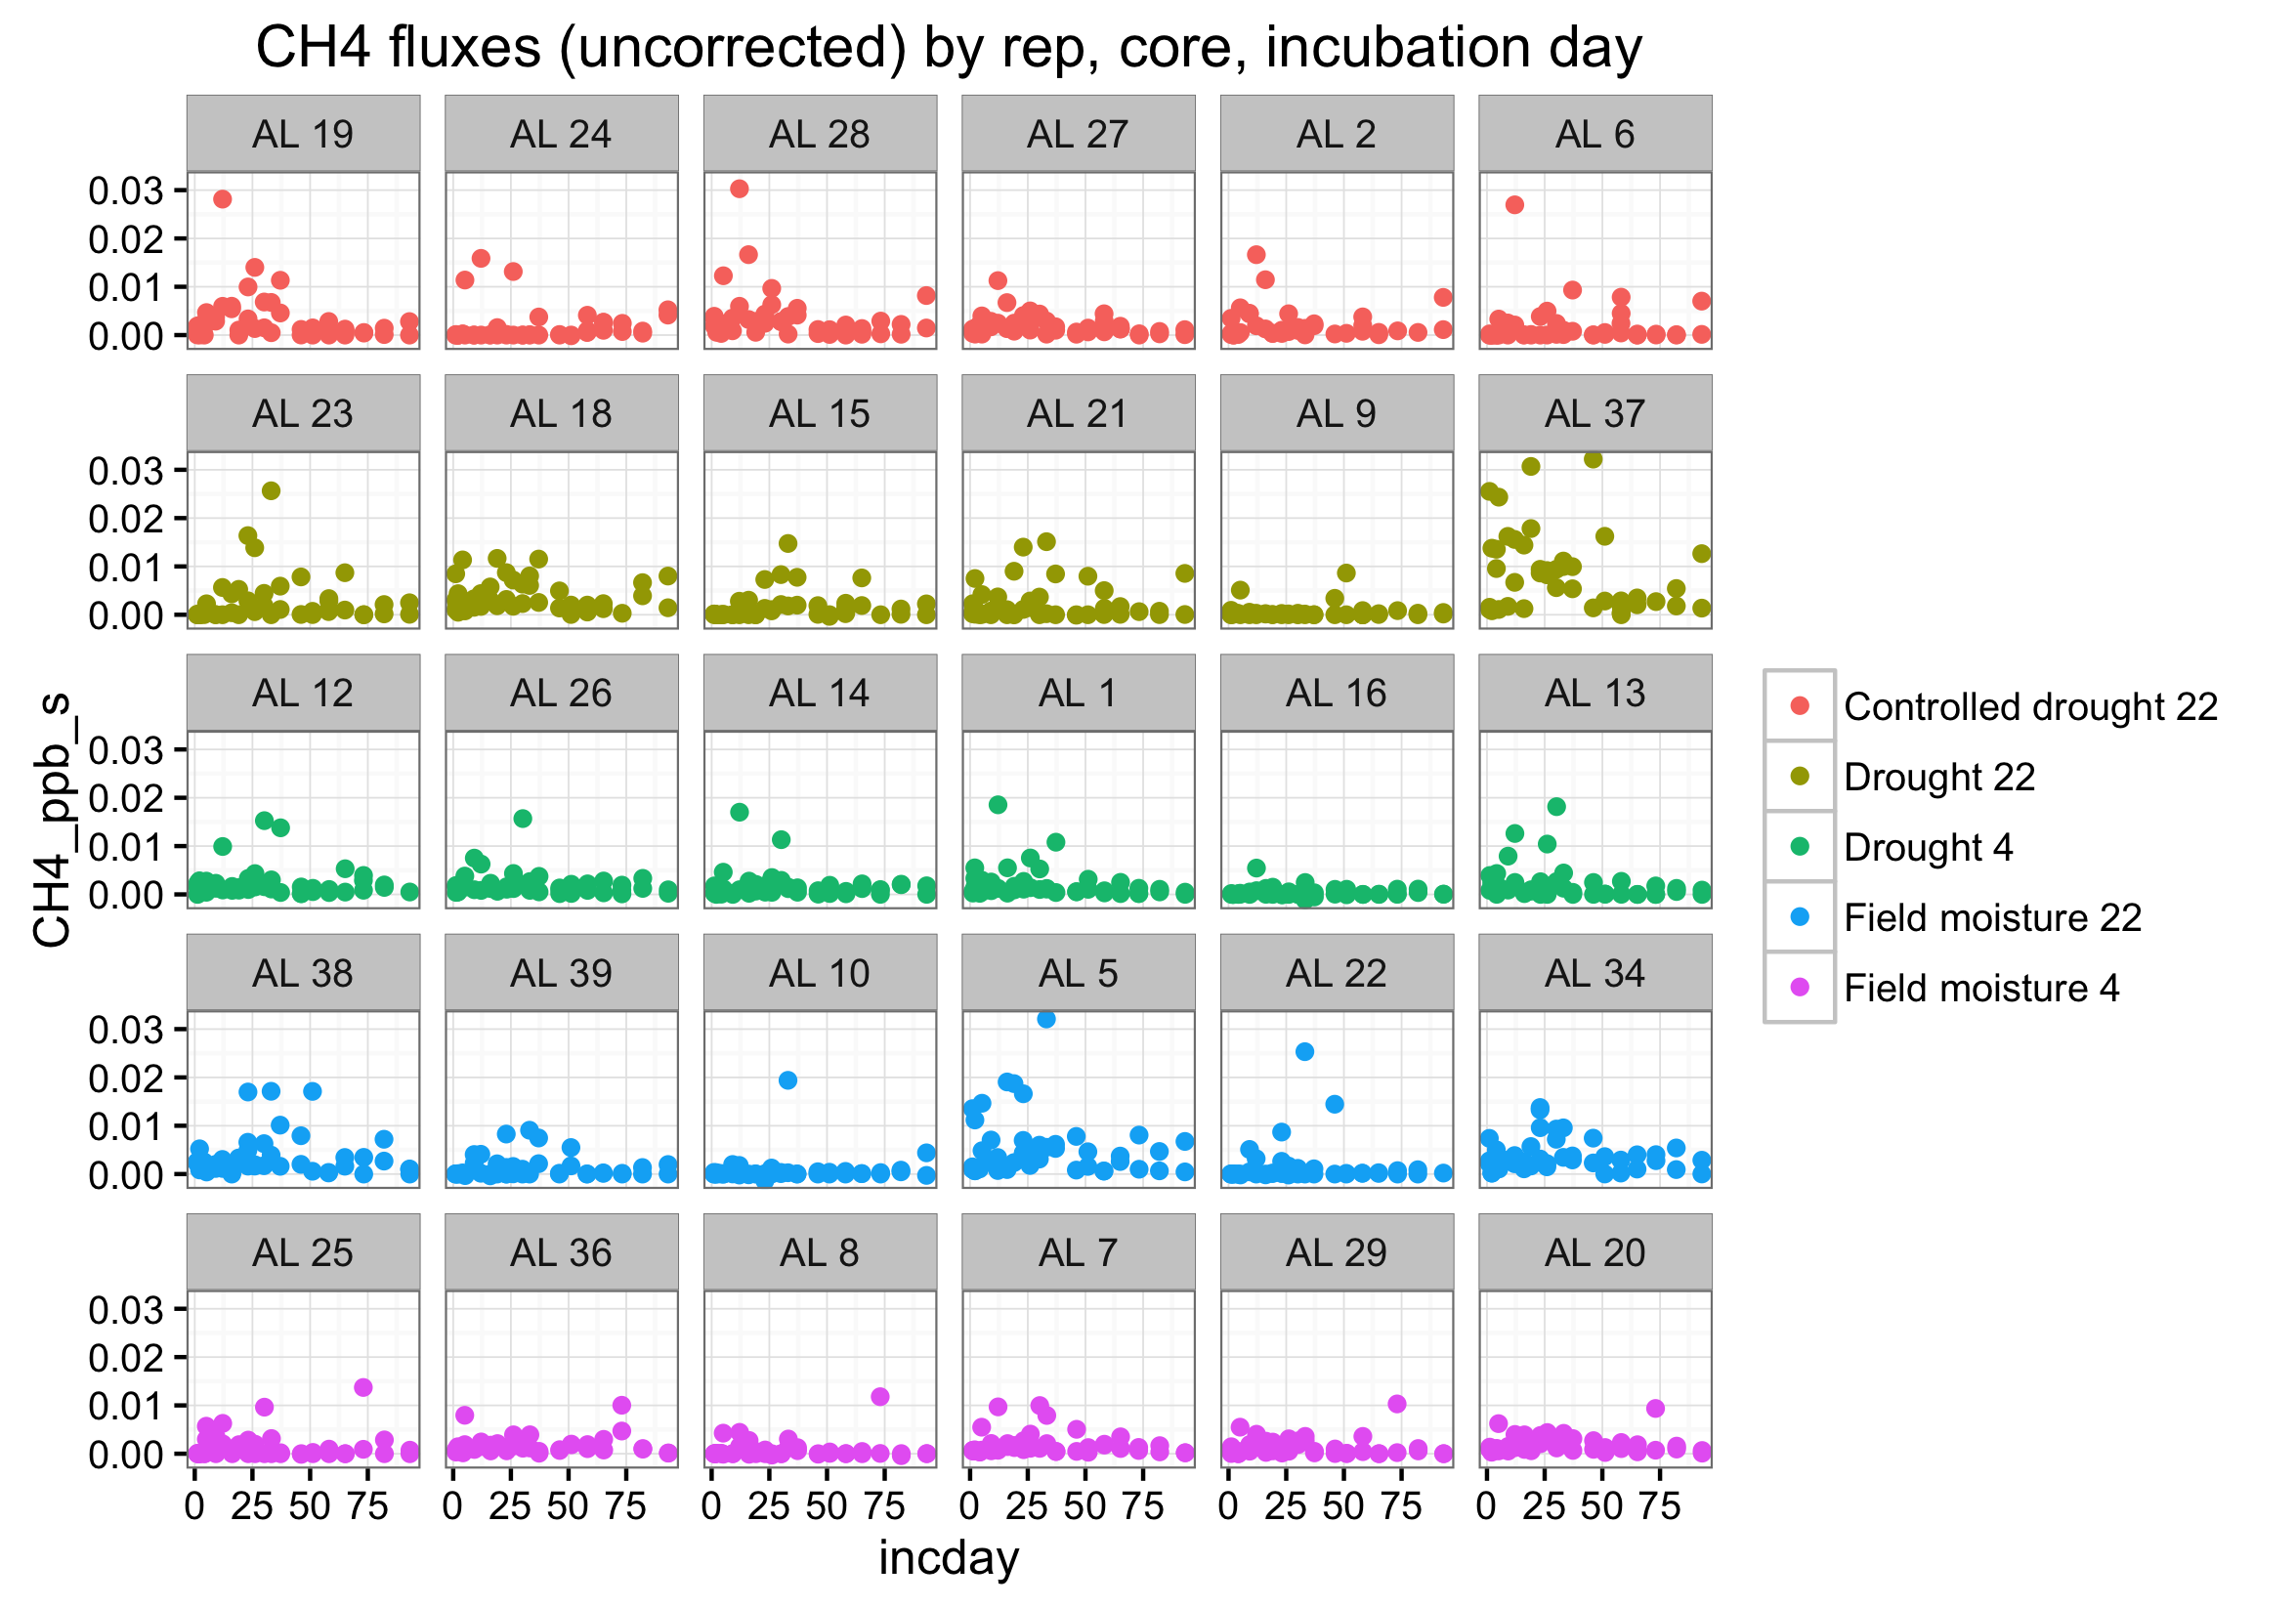 CH4 fluxes (uncorrected) by rep, core, incubation day
AL 19 AL 24 AL 28 AL 27 AL 2 AL 6
0.03
0.02
0.01
0.00
AL 23 AL 18 AL 15 AL 21 AL 9 AL 37
0.03
0.02
0.01
0.00
AL 12 AL 26 AL 14 AL 1 AL 16 AL 13
0.03
0.02
0.01
0.00
AL 38 AL 39 AL 10 AL 5 AL 22 AL 34
0.03
0.02
0.01
0.00
AL 25 AL 36 AL 8 AL 7 AL 29 AL 20
0.03
0.02
0.01
0.00
0 25 50 75 0 25 50 75 0 25 50 75 0 25 50 75 0 25 50 75 0 25 50 75
incday
CH4_ppb_s
Controlled drought 22
Drought 22
Drought 4
Field moisture 22
Field moisture 4